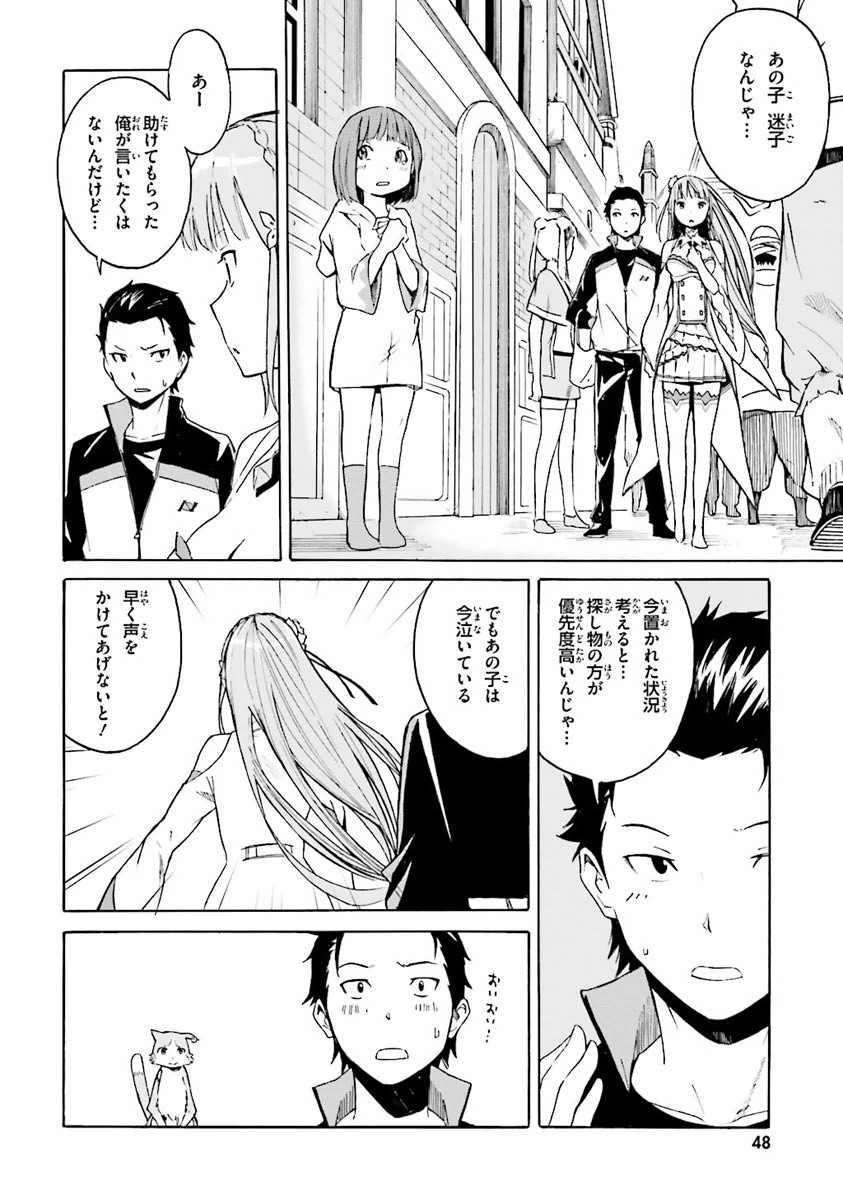 あの子 迷子
なんじゃ…
あー
助けてもらった
俺が言いたくは
ないんだけど…
今置かれた状況
考えると…
探し物の方が
優先度高いんじゃ…
でもあの子は
今泣いている
早く声を
かけてあげないと！
おいおい…
48